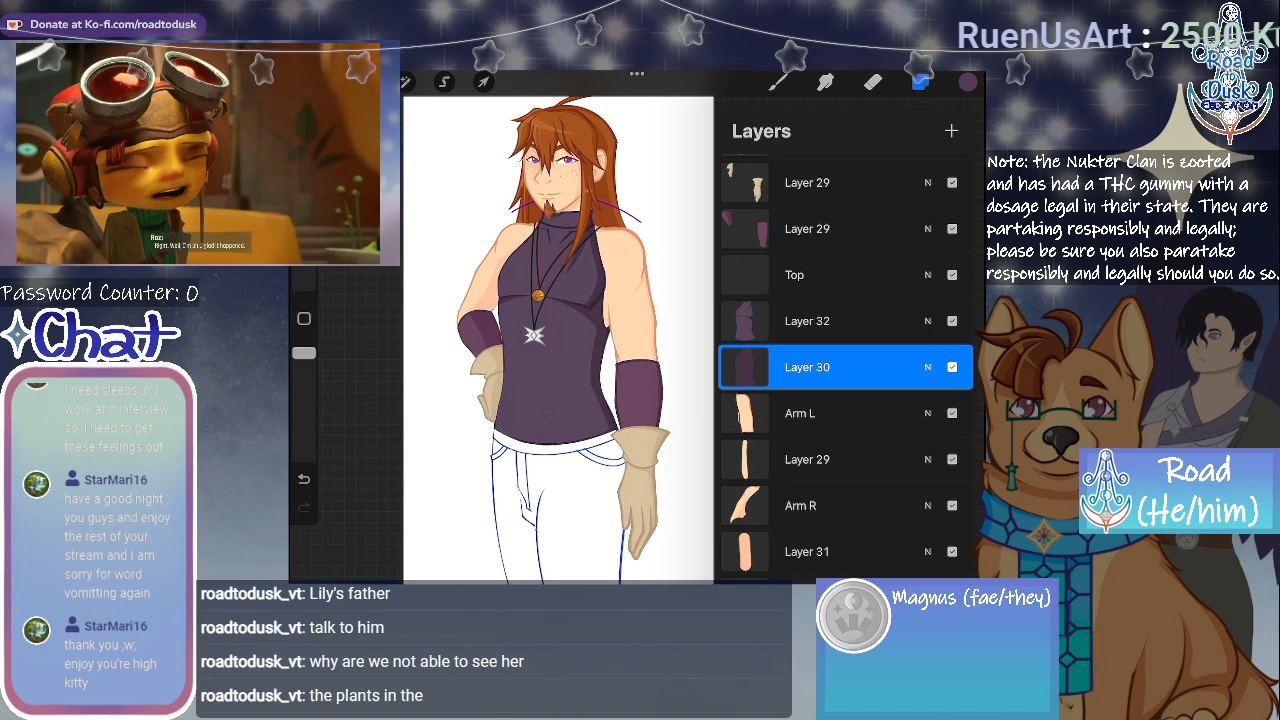 Donate at Ko-fi.com/roadtodusk
RuenUsArt : 2500
Road
to
Dusk
Raz:
Right. Well, I'm uh... glad it happened.
Layers
Layer 29 N
Layer 29 N
Top N
Layer 32 N
Layer 30 N
Arm L N
Layer 29 N
Arm R N
Layer 31 N
Note: the Nukter Clan is zooted
and has had a THC gummy with a
dosage legal in their state. They are
partaking responsibly and legally;
please be sure you also paratake
responsibly and legally should you do so.
Password Counter: 0
Chat
I need sleeps
work and interview
so, I need to get
these feelings out
StarMari16
have a good night
you guys and enjoy
the rest of your
stream and I am
sorry for word
vomitting again
StarMari16
thank you ;w;
enjoy you're high
kitty
roadtodusk_vt: Lily's father
roadtodusk_vt: talk to him
roadtodusk_vt: why are we not able to see her
roadtodusk_vt: the plants in the
Road
(He/him)
Magnus (fae/they)